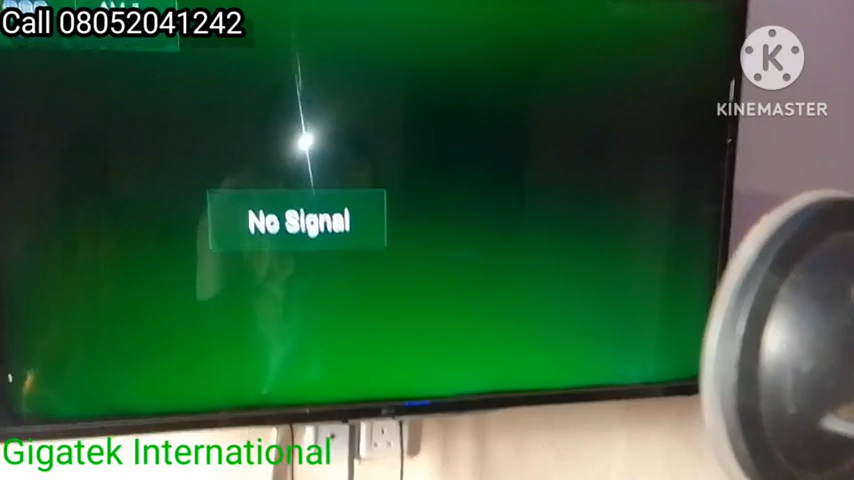 Call 08052041242
K
KINEMASTER
No Signal
Gigatek International